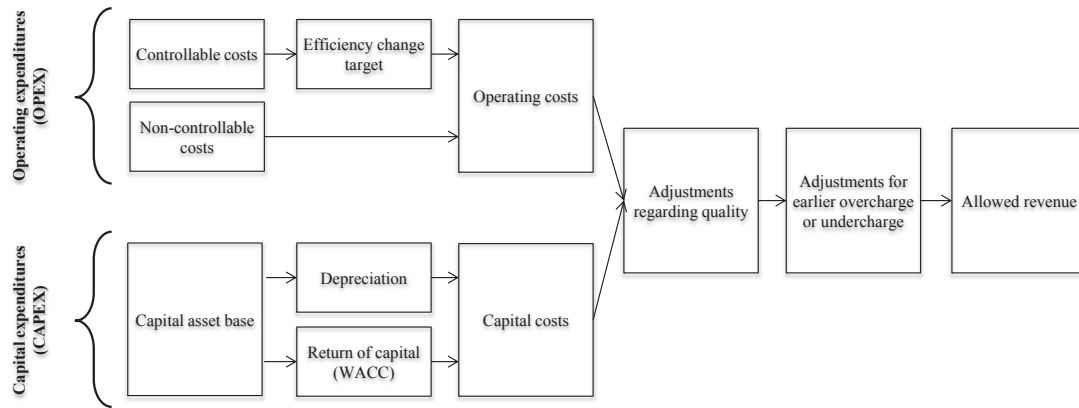 Operating expenditures
(OPEX)
Controllable costs
Efficiency change
target
Non-controllable
costs
Operating costs
Capital expenditures
(CAPEX)
Capital asset base
Depreciation
Return of capital
(WACC)
Capital costs
Adjustments
regarding quality
Adjustments for
earlier overcharge
or undercharge
Allowed revenue